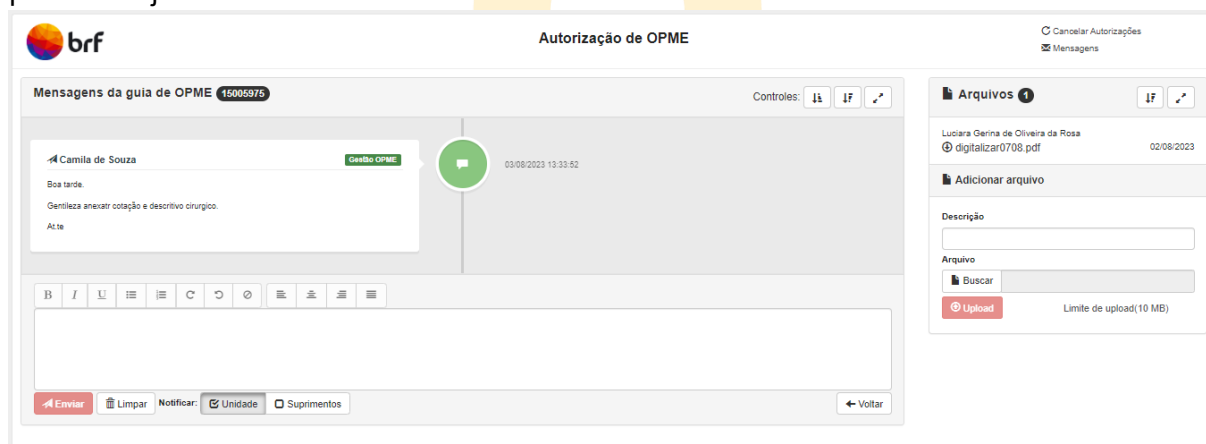 brf
Autorização de OPME
Cancelar Autorizações
Mensagens
Mensagens da guia de OPME 15005975
Controles:
Camila de Souza
Gestão OPME
03/08/2023 13:33:52
Boa tarde.
Gentileza anexatr cotação e descritivo cirurgico.
At.te
B I U
Enviar
Limpar
Notificar:
Unidade
Suprimentos
Voltar
Arquivos 1
Luciara Gerina de Oliveira da Rosa
digitalizar0708.pdf 02/08/2023
Adicionar arquivo
Descrição
Arquivo
Buscar
Upload
Limite de upload(10 MB)